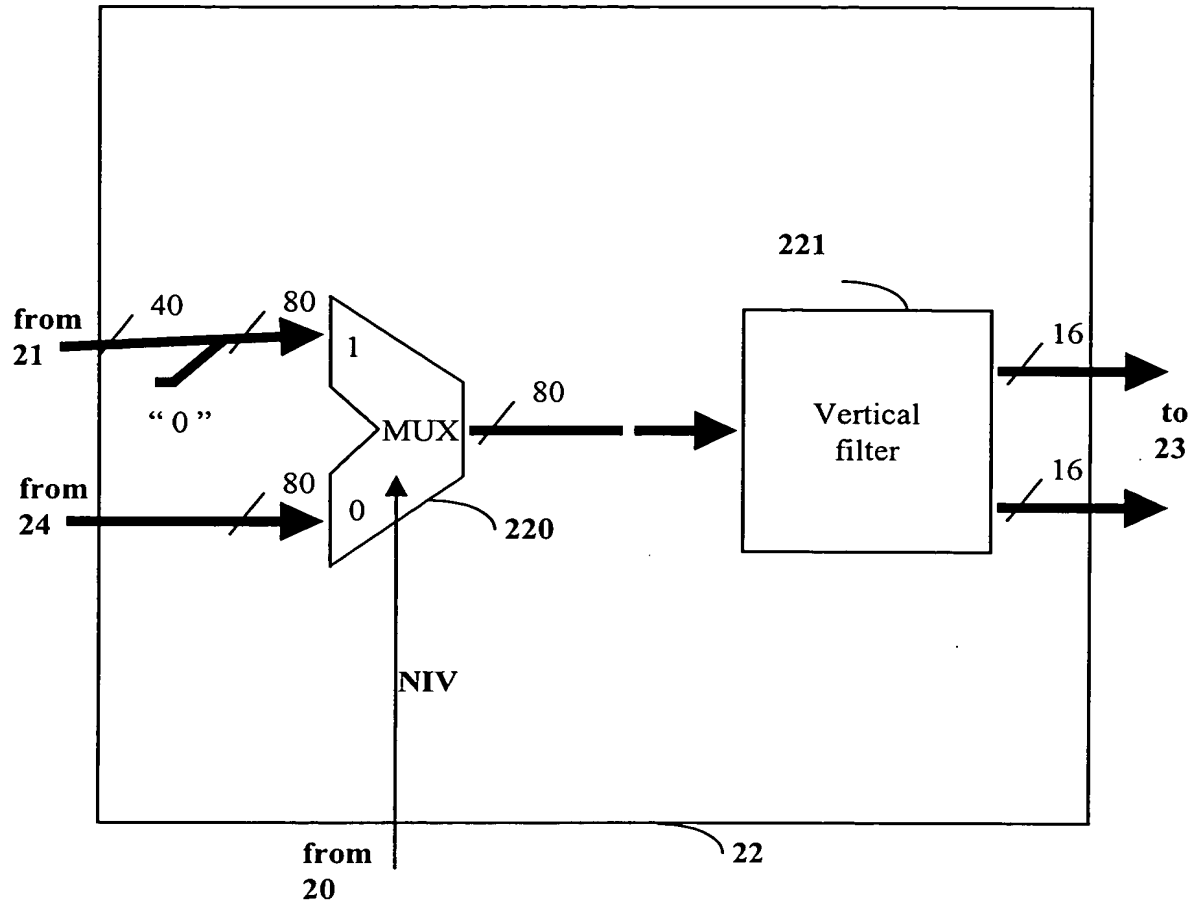 221
from
21
40
80
1
16
“ 0 ”
MUX
80
Vertical
filter
to
23
from
24
80
0
220
16
NIV
from
20
22